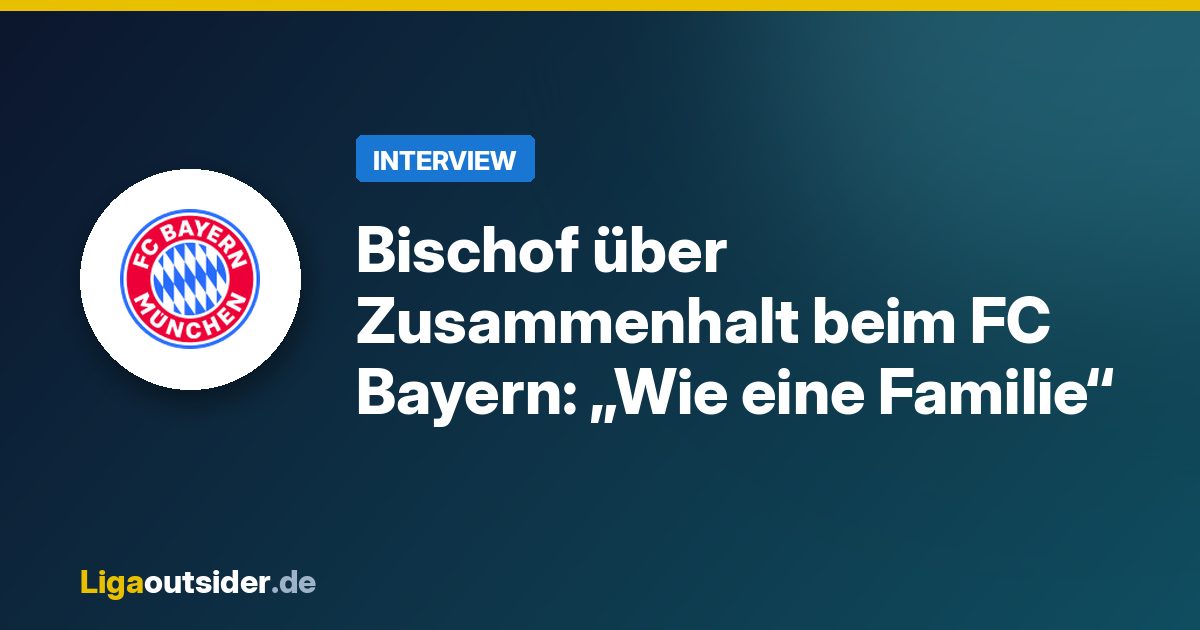 INTERVIEW
FC BAYERN
MÜNCHEN
Bischof über
Zusammenhalt beim FC
Bayern: „Wie eine Familie“
Ligaoutsider.de